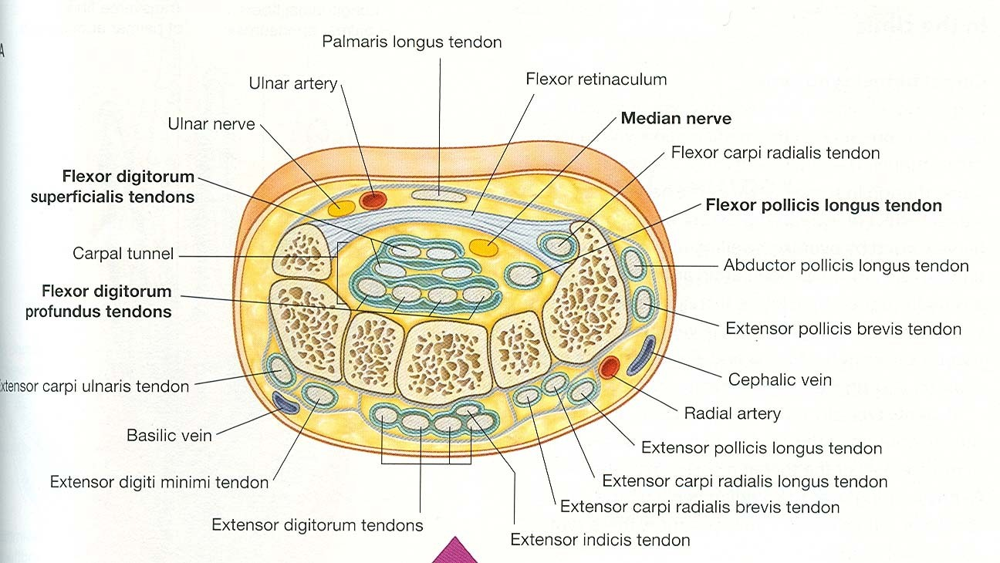 Palmaris longus tendon
Ulnar artery
Flexor retinaculum
Ulnar nerve
Median nerve
Flexor carpi radialis tendon
Flexor digitorum
superficialis tendons
Flexor pollicis longus tendon
Carpal tunnel
Abductor pollicis longus tendon
Flexor digitorum
profundus tendons
Extensor pollicis brevis tendon
Cephalic vein
xtensor carpi ulnaris tendon
Radial artery
Basilic vein
Extensor pollicis longus tendon
Extensor digiti minimi tendon
Extensor carpi radialis longus tendon
Extensor carpi radialis brevis tendon
Extensor digitorum tendons
Extensor indicis tendon